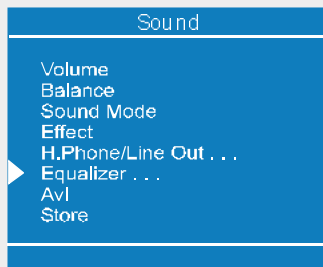 Sound
Volume
Balance
Sound Mode
Effect
H.Phone/Line Out . . .
Equalizer . . .
Avl
Store